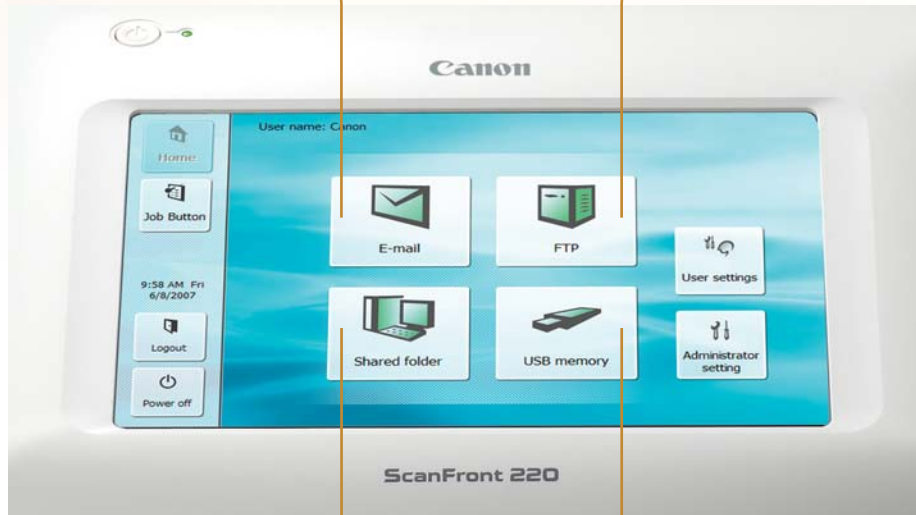 Canon
User name: Canon
Home
Job Button
9:58 AM Fri
6/8/2007
Logout
Power off
E-mail
FTP
Shared folder
USB memory
User settings
Administrator
setting
ScanFront 220